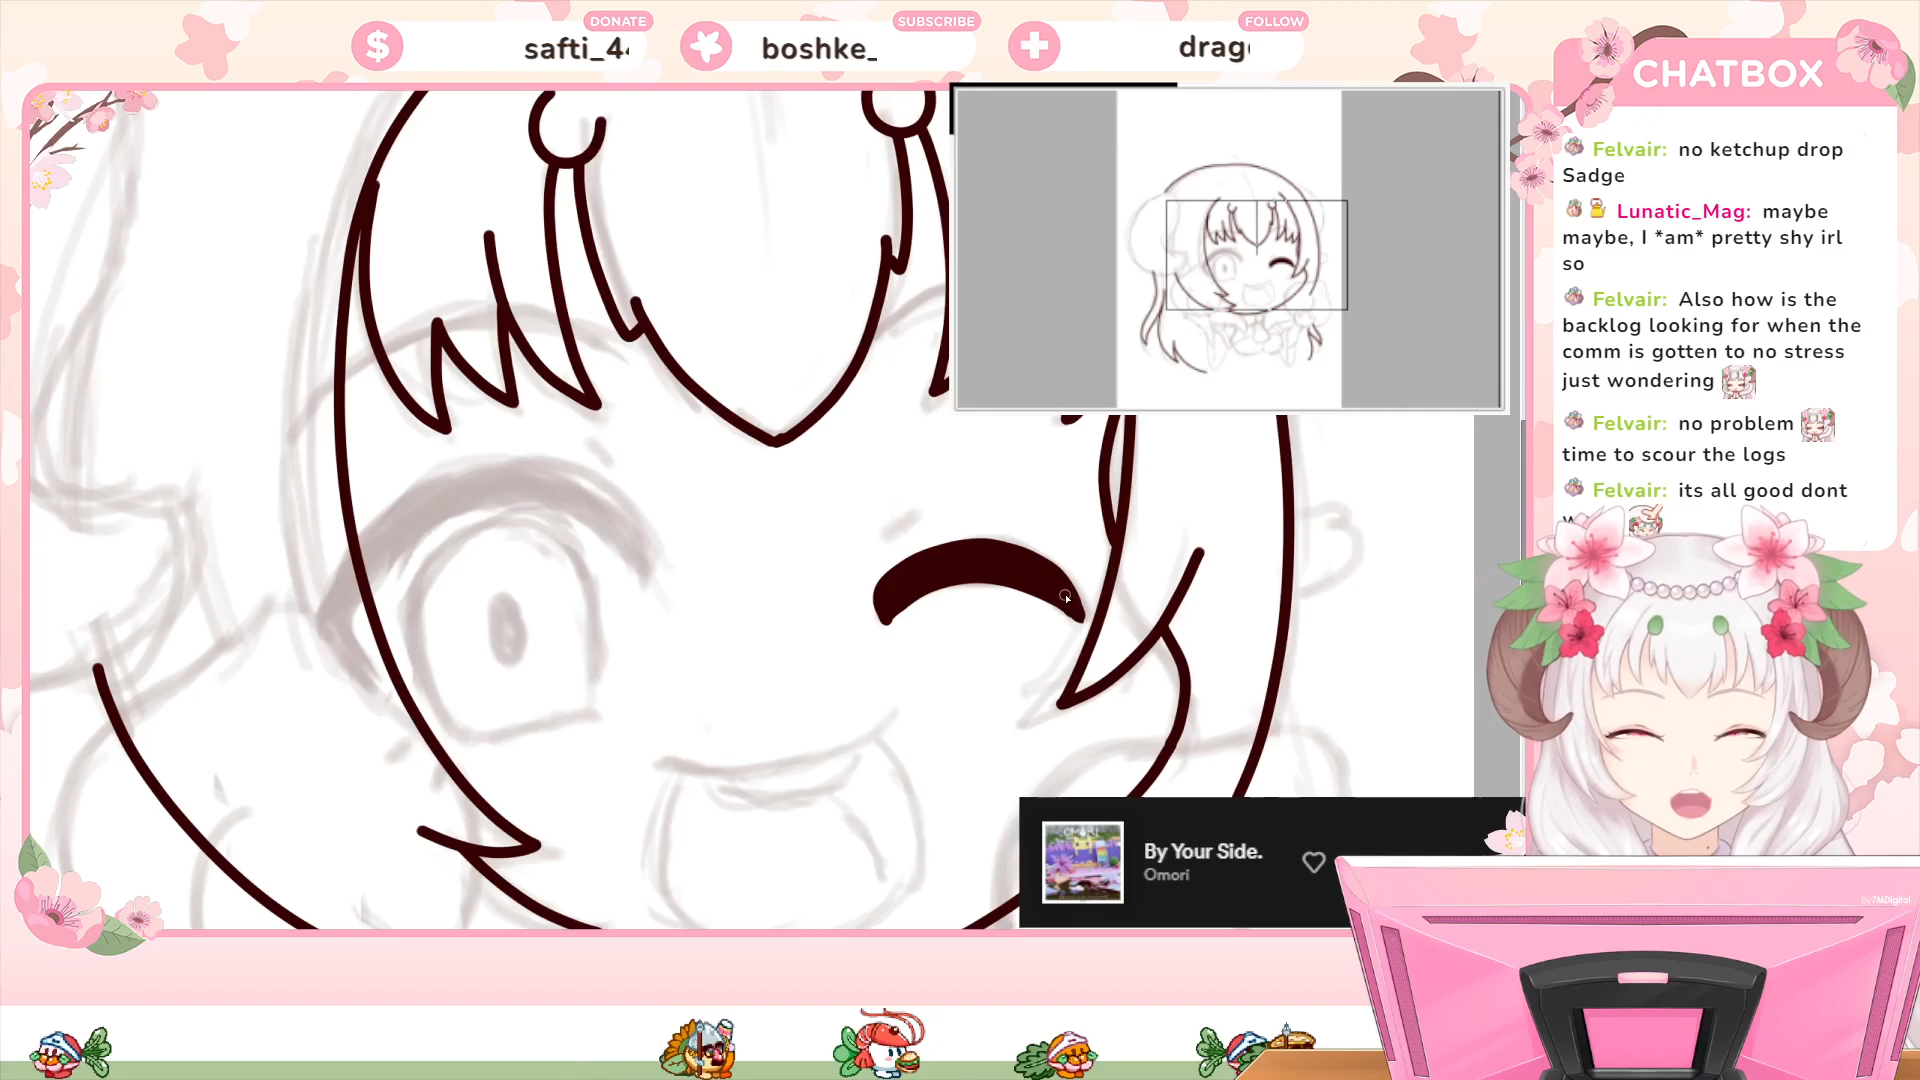 DONATE
SUBSCRIBE
FOLLOW
safti_4
boshke_
drag
CHATBOX
Felvair: no ketchup drop
Sadge
Lunatic_Mag: maybe
maybe, I *am* pretty shy irl
so
Felvair: Also how is the
backlog looking for when the
comm is gotten to no stress
just wondering
Felvair: no problem
time to scour the logs
Felvair: its all good dont
By Your Side.
Omori
OMORI
by7MDigital